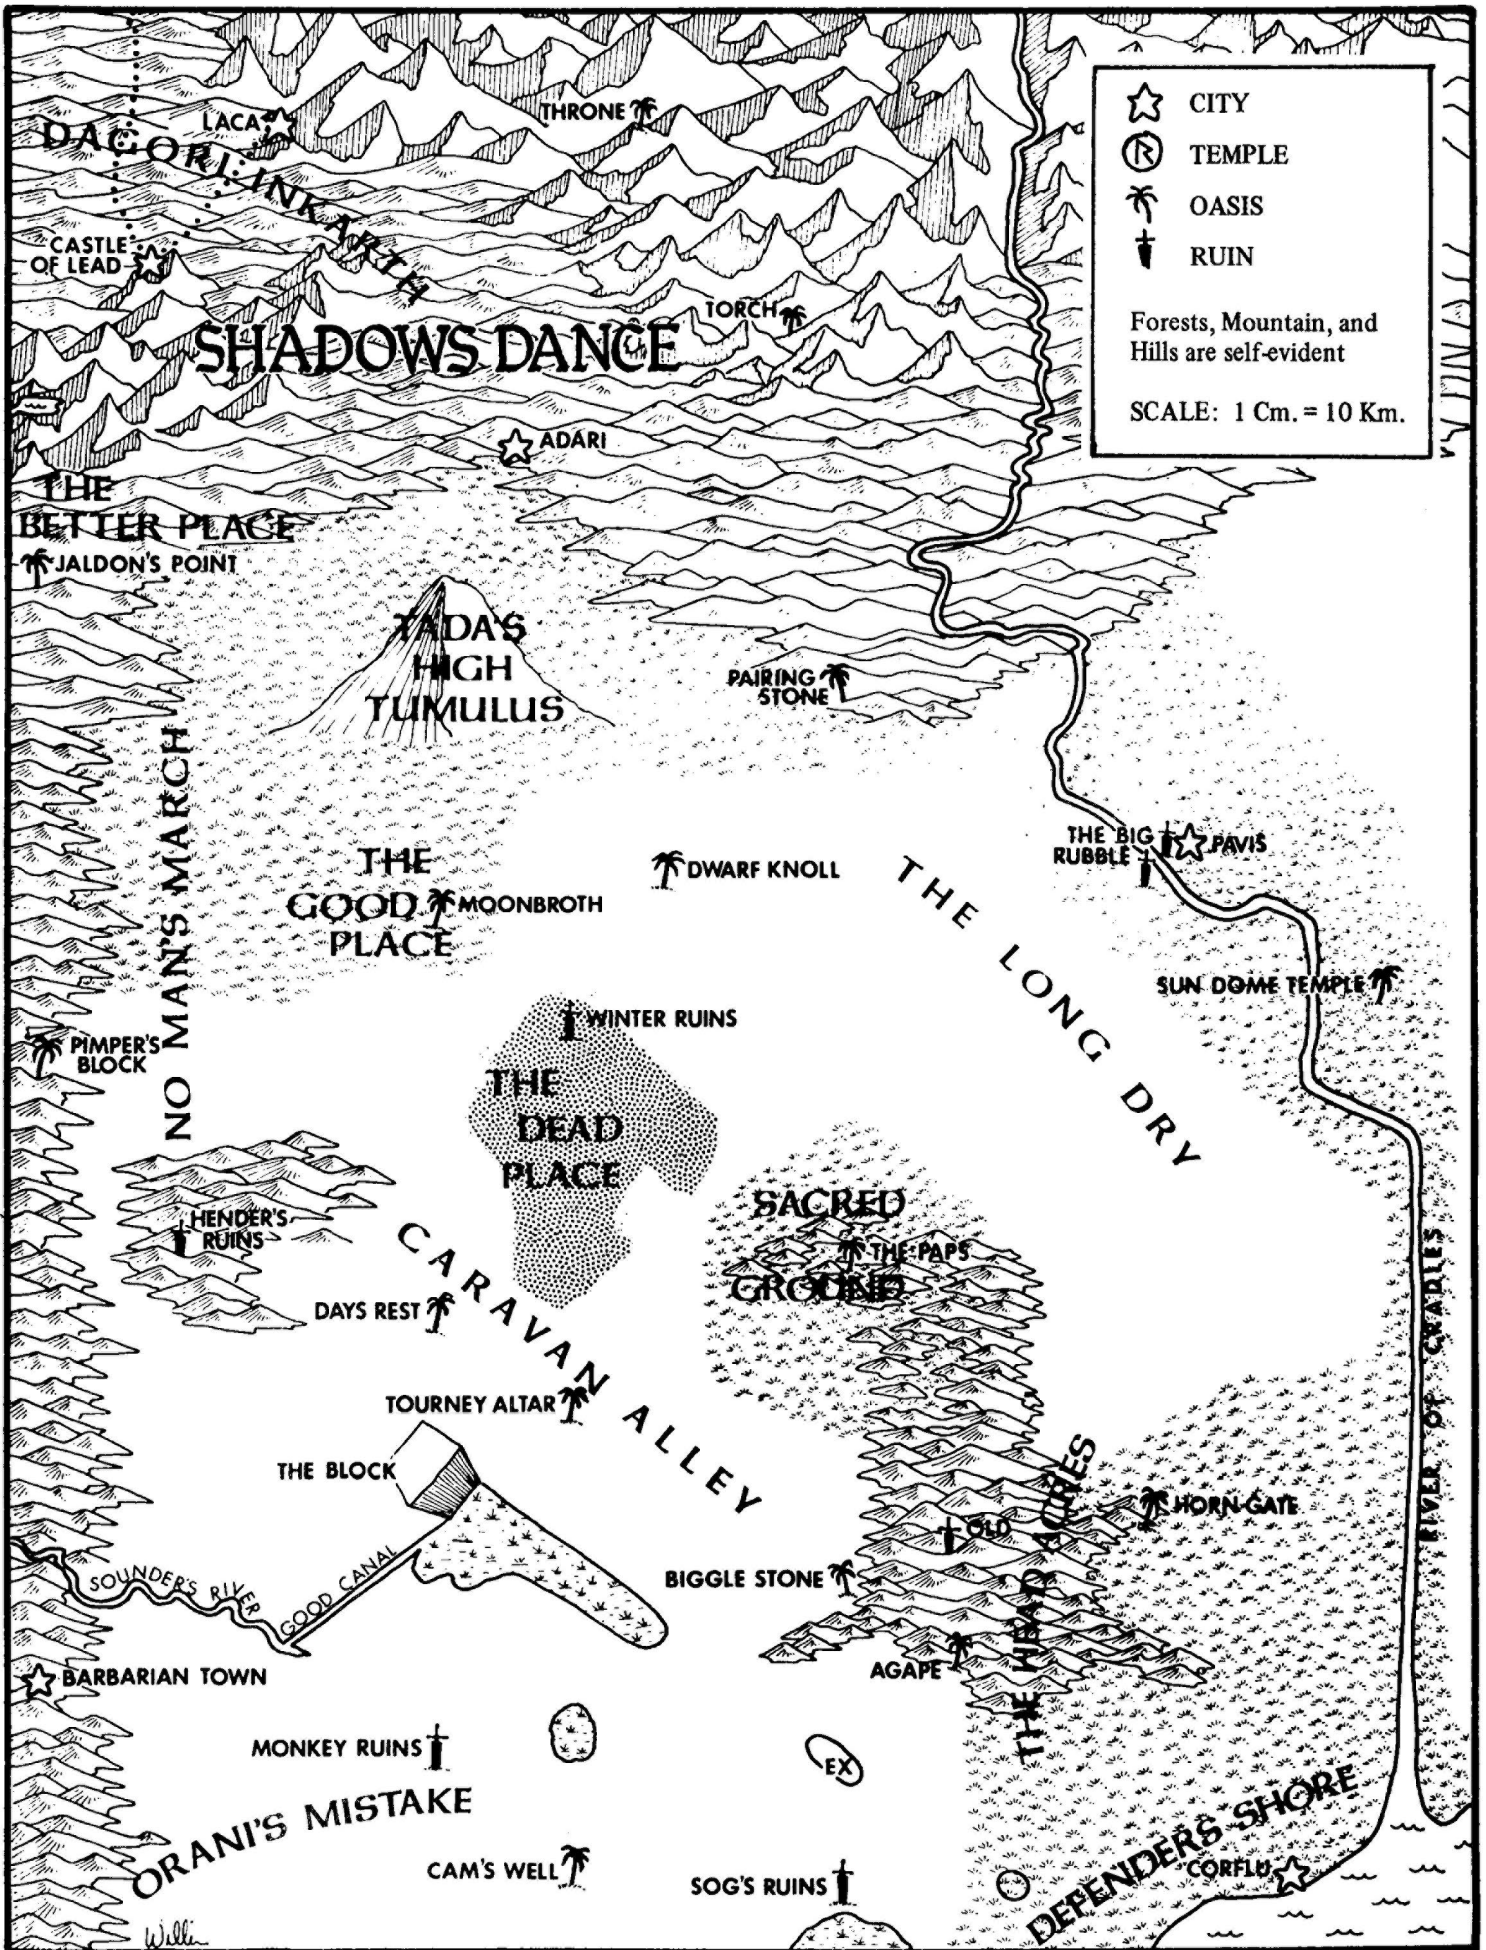 CITY
TEMPLE
OASIS
RUIN
Forests, Mountain, and
Hills are self-evident
SCALE: 1 Cm. = 10 Km.
THRONE
LACA
DAGORI INKARTH
CASTLE
OF LEAD
TORCH
SHADOWS DANCE
ADARI
THE
BETTER PLACE
JALDON'S POINT
TADA'S
HIGH
TUMULUS
PAIRING
STONE
NO MAN'S MARCH
THE BIG
RUBBLE
PAVIS
THE
GOOD
PLACE
MOONBROTH
DWARF KNOLL
THE LONG DRY
SUN DOME TEMPLE
WINTER RUINS
PIMPER'S
BLOCK
THE
DEAD
PLACE
SACRED
GROUND
THE PAPS
HENDER'S
RUINS
CARAVAN ALLEY
DAYS REST
RIVER OF CRADLES
TOURNEY ALTAR
THE BLOCK
HORN GATE
OLD
THE HEAD ACRES
BIGGLE STONE
SOUNDER'S RIVER
GOOD CANAL
AGAPE
BARBARIAN TOWN
MONKEY RUINS
EX
ORANI'S MISTAKE
DEFENDERS SHORE
CAM'S WELL
SOG'S RUINS
CORFLU